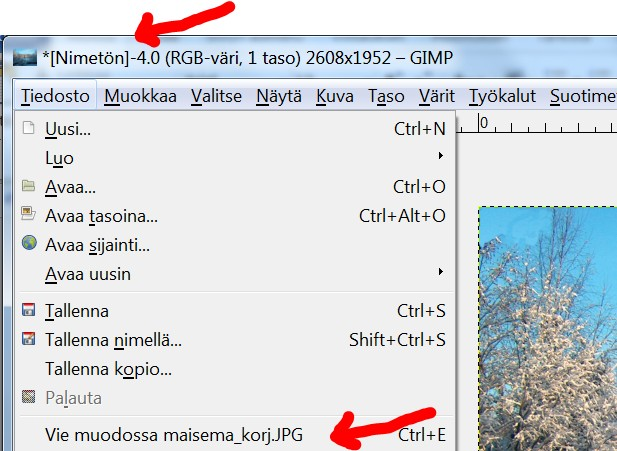 *[Nimetön]-4.0 (RGB-väri, 1 taso) 2608x1952 – GIMP
Tiedosto Muokkaa Valitse Näytä Kuva Taso Värit Työkalut Suotime
Uusi... Ctrl+N
Luo
Avaa... Ctrl+O
Avaa tasoina... Ctrl+Alt+O
Avaa sijainti...
Avaa uusin
Tallenna Ctrl+S
Tallenna nimellä... Shift+Ctrl+S
Tallenna kopio...
Palauta
Vie muodossa maisema_korj.JPG Ctrl+E
0